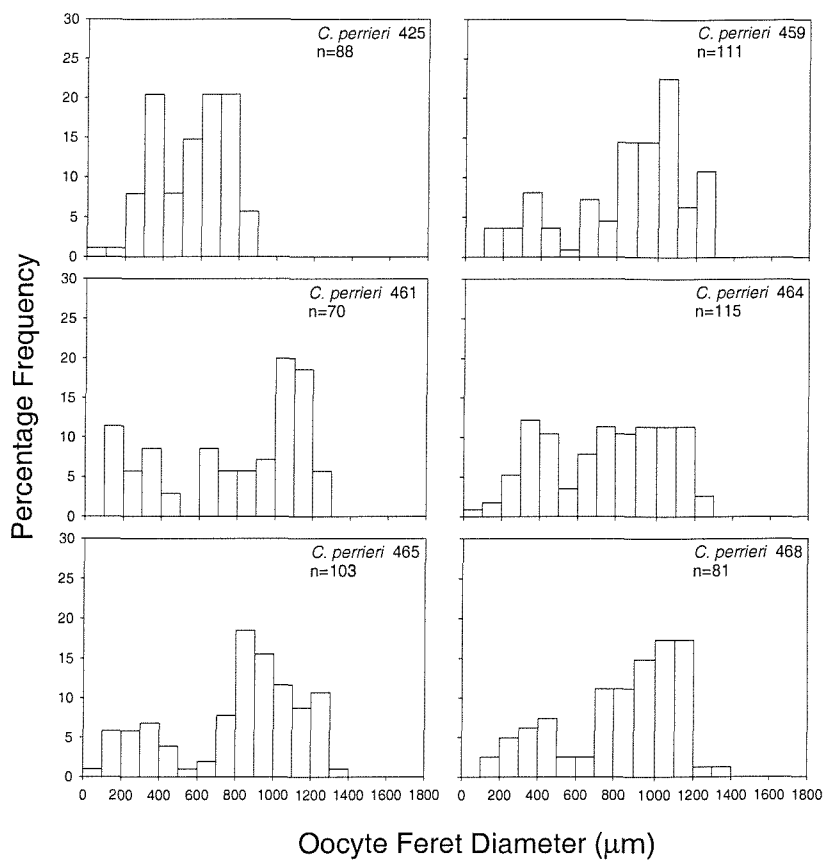 C. perrieri 425
n=88
C. perrieri 459
n=111
30
25
20
15
10
5
0
C. perrieri 461
n=70
C. perrieri 464
n=115
30
25
20
15
10
5
0
C. perrieri 465
n=103
C. perrieri 468
n=81
30
25
20
15
10
5
0
0 200 400 600 800 1000 1200 1400 1600 1800
0 200 400 600 800 1000 1200 1400 1600 1800
Percentage Frequency
Oocyte Feret Diameter (μm)